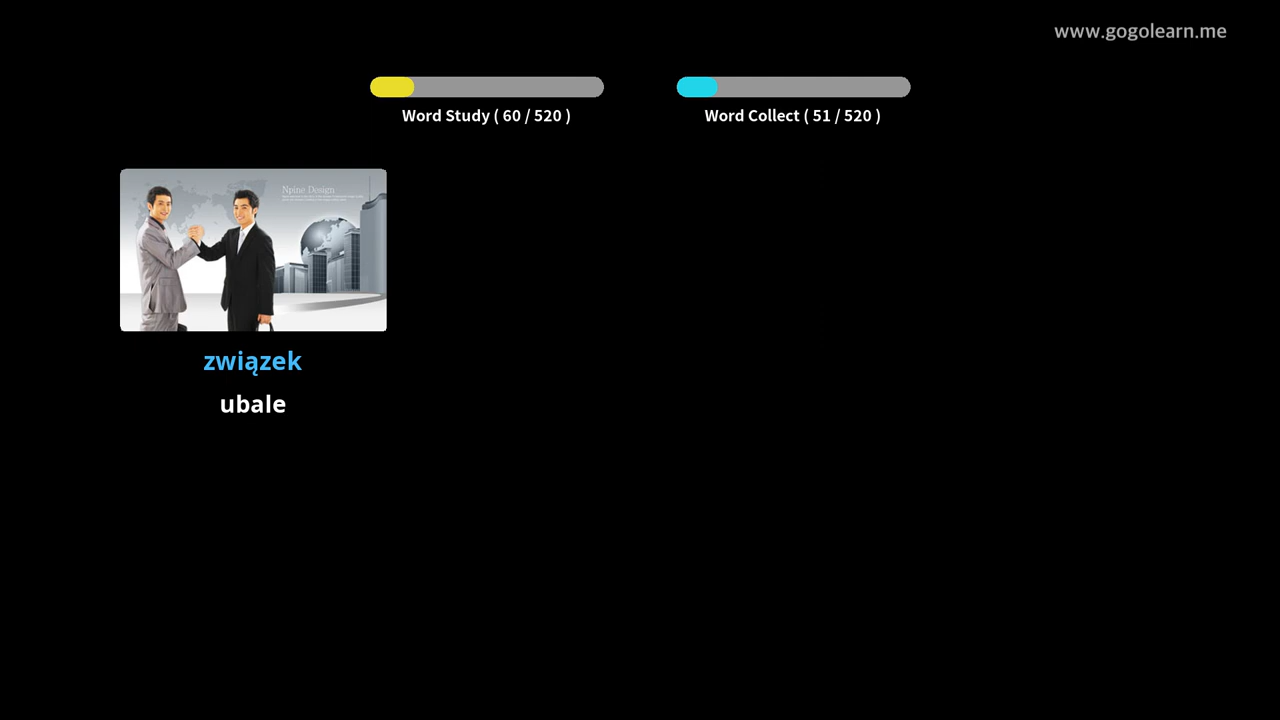 www.gogolearn.me
Word Study ( 60 / 520 )
Word Collect ( 51 / 520 )
Npine Design
związek
ubale